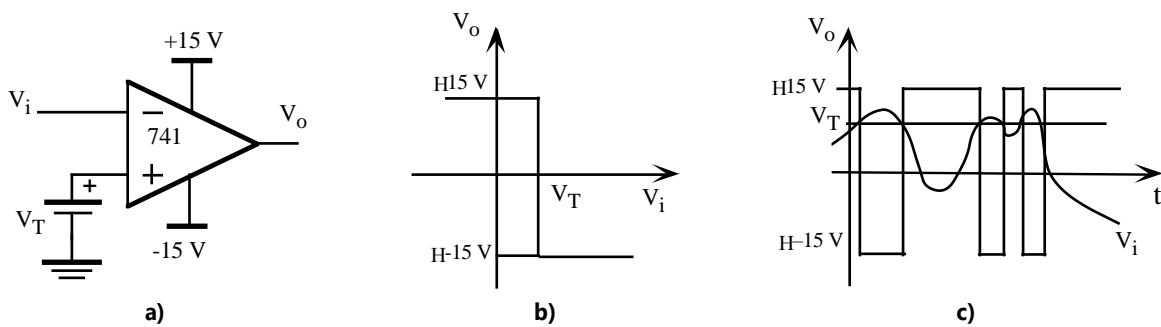 +15 V
V_i
741
V_o
+
V_T
-15 V
a)
V_o
H15 V
V_T
V_i
H-15 V
b)
V_o
H15 V
V_T
t
H–15 V
V_i
c)